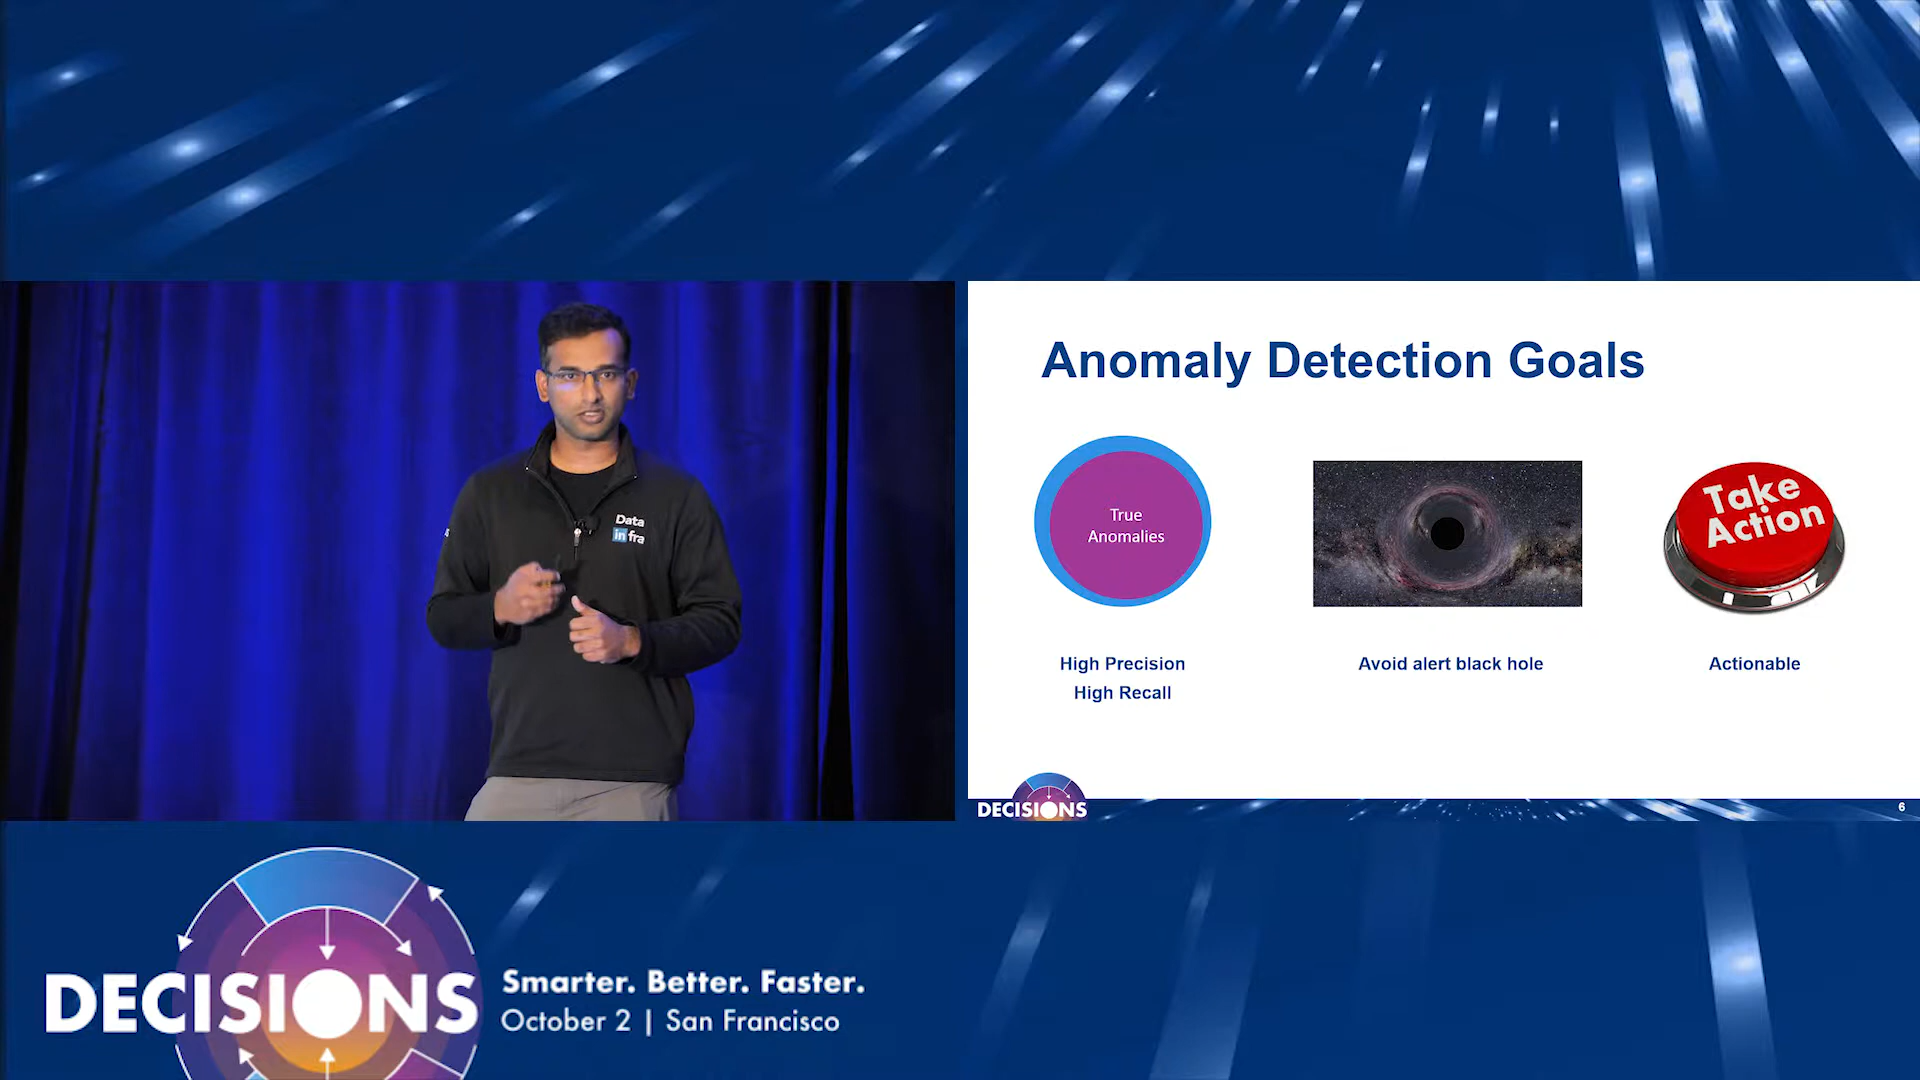 Data
in fra
Anomaly Detection Goals
True
Anomalies
Take
Action
High Precision
High Recall
Avoid alert black hole
Actionable
DECISIONS
6
DECISIONS
Smarter. Better. Faster.
October 2 | San Francisco